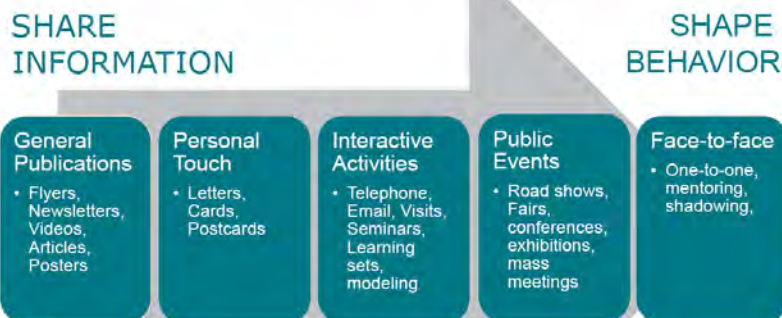 SHARE
INFORMATION
SHAPE
BEHAVIOR
General
Publications
• Flyers,
Newsletters,
Videos,
Articles,
Posters
Personal
Touch
• Letters,
Cards,
Postcards
Interactive
Activities
• Telephone,
Email, Visits,
Seminars,
Learning
sets,
modeling
Public
Events
• Road shows,
Fairs,
conferences,
exhibitions,
mass
meetings
Face-to-face
• One-to-one,
mentoring,
shadowing,